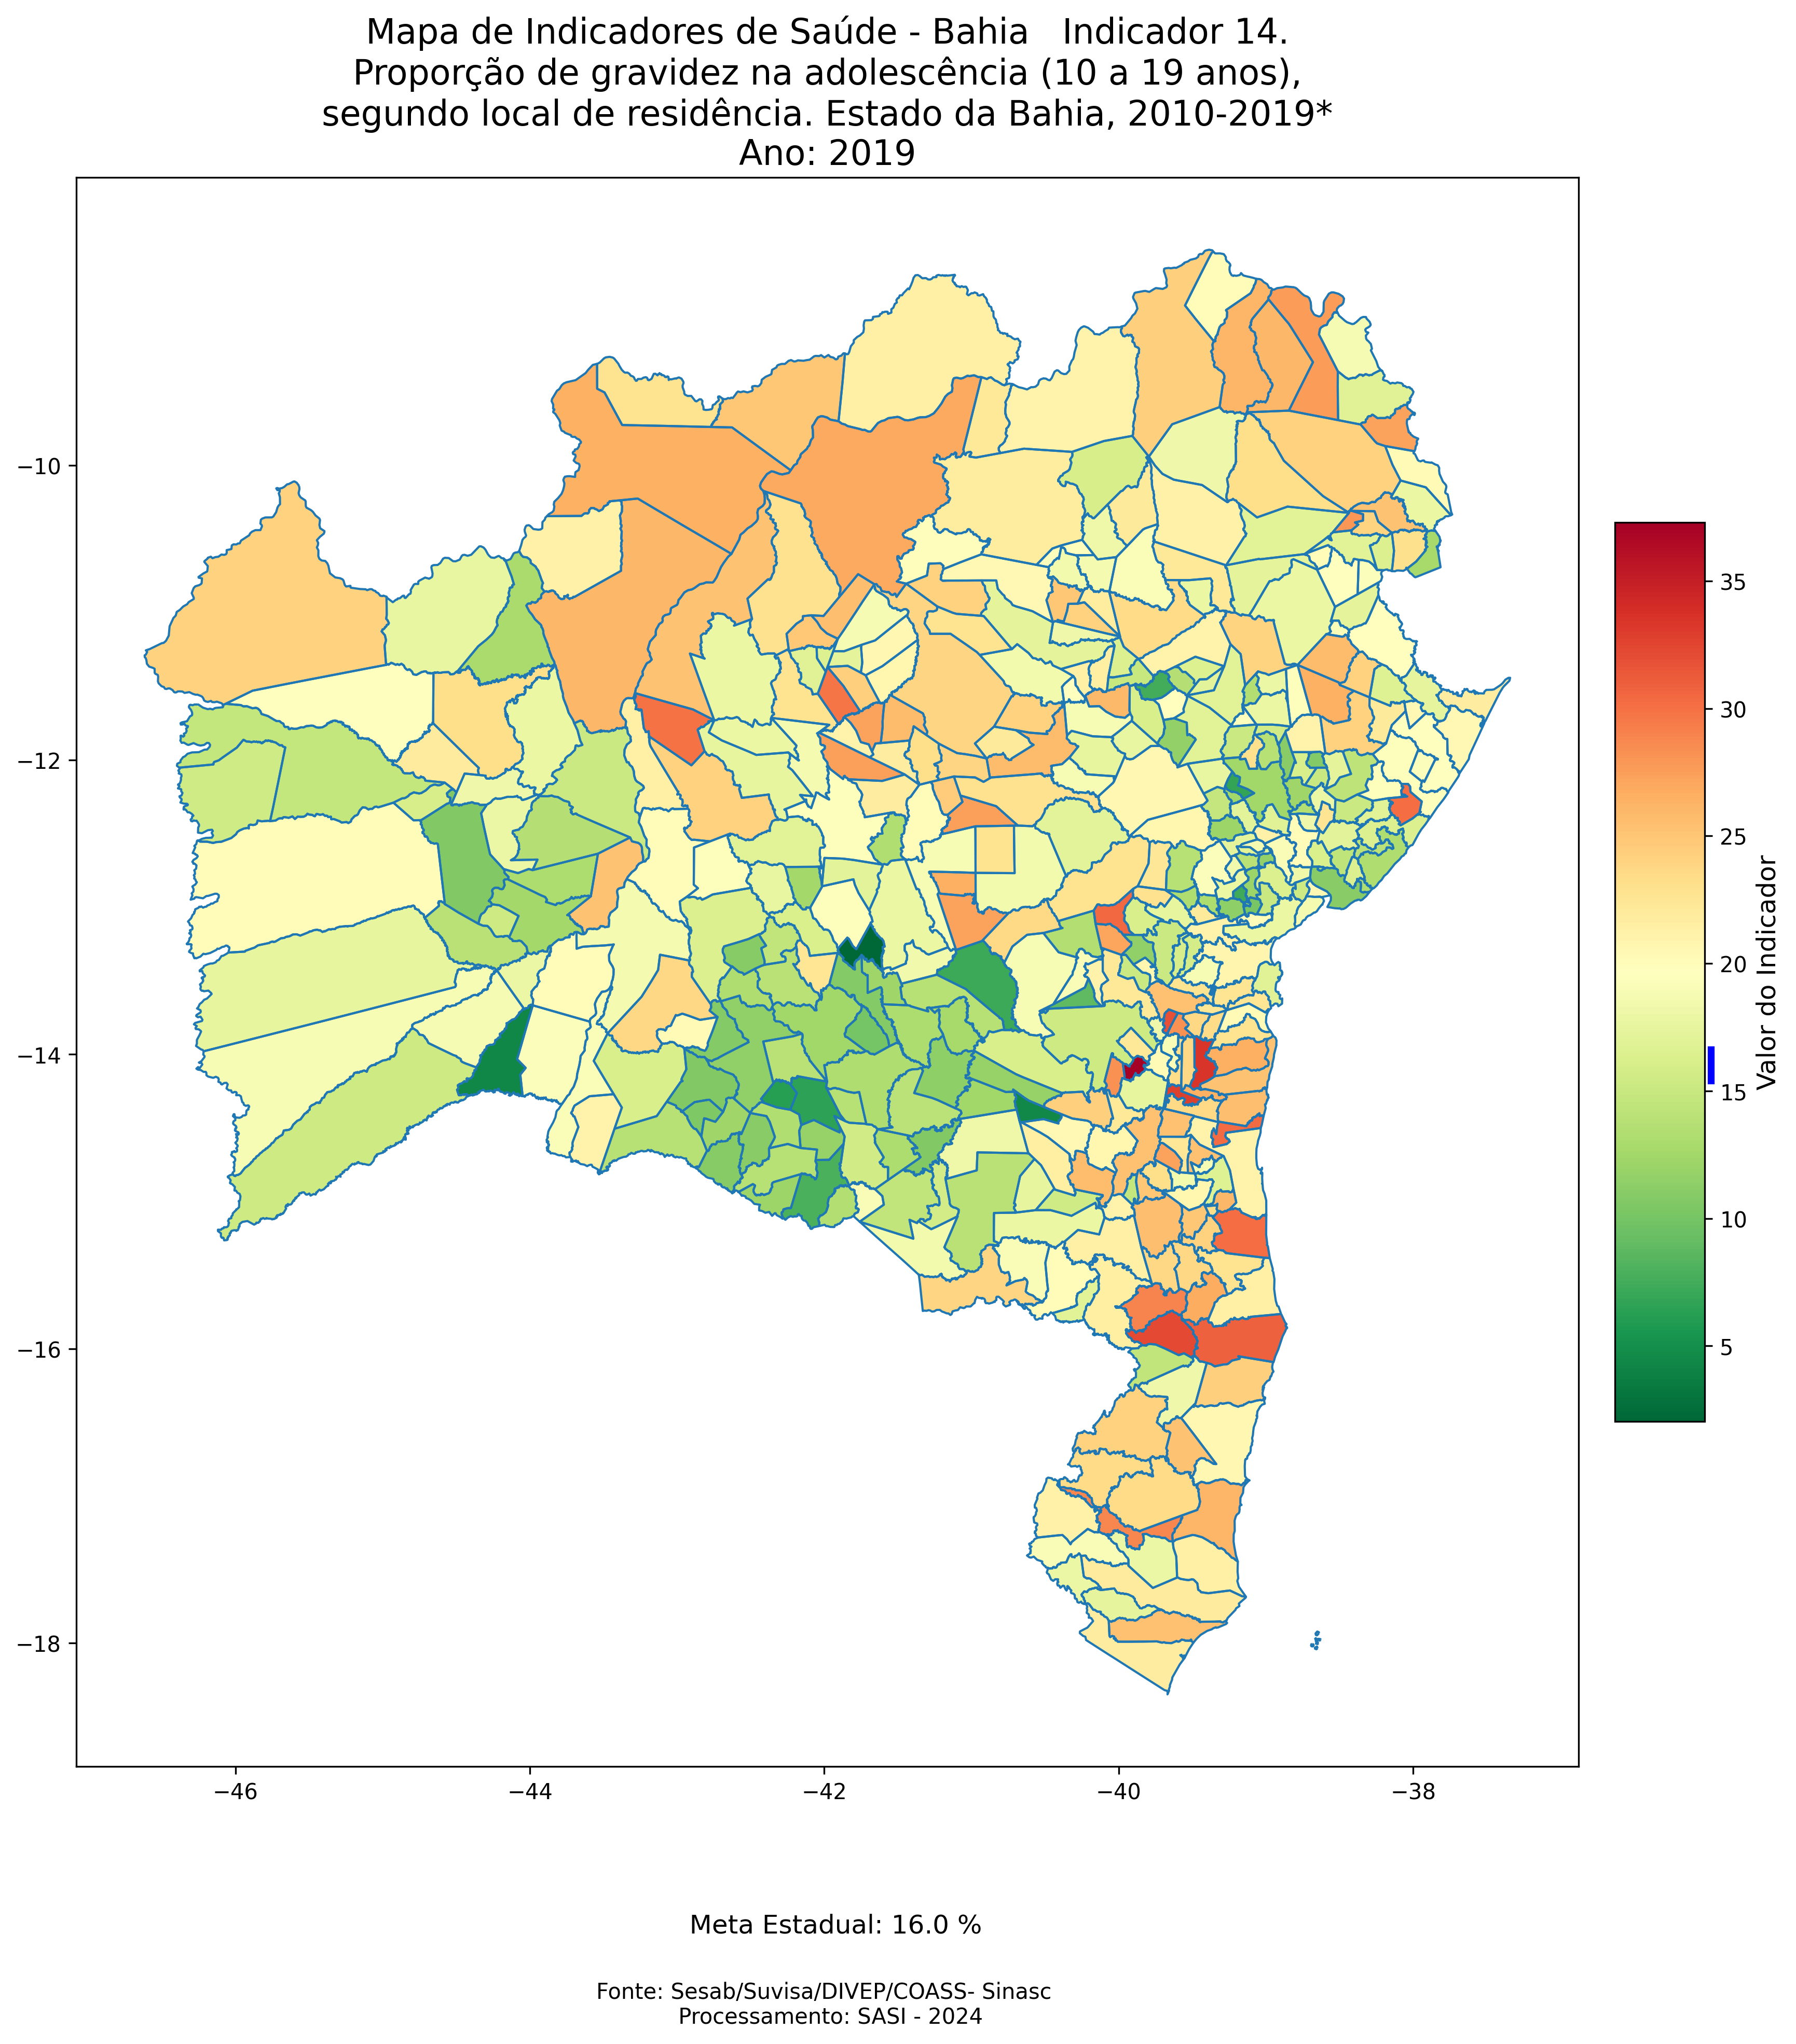 Mapa de Indicadores de Saúde - Bahia   Indicador 14.
Proporção de gravidez na adolescência (10 a 19 anos),
segundo local de residência. Estado da Bahia, 2010-2019*
Ano: 2019
−10
−12
−14
−16
−18
−46
−44
−42
−40
−38
35
30
25
20
15
10
5
Valor do Indicador
Meta Estadual: 16.0 %
Fonte: Sesab/Suvisa/DIVEP/COASS- Sinasc
Processamento: SASI - 2024